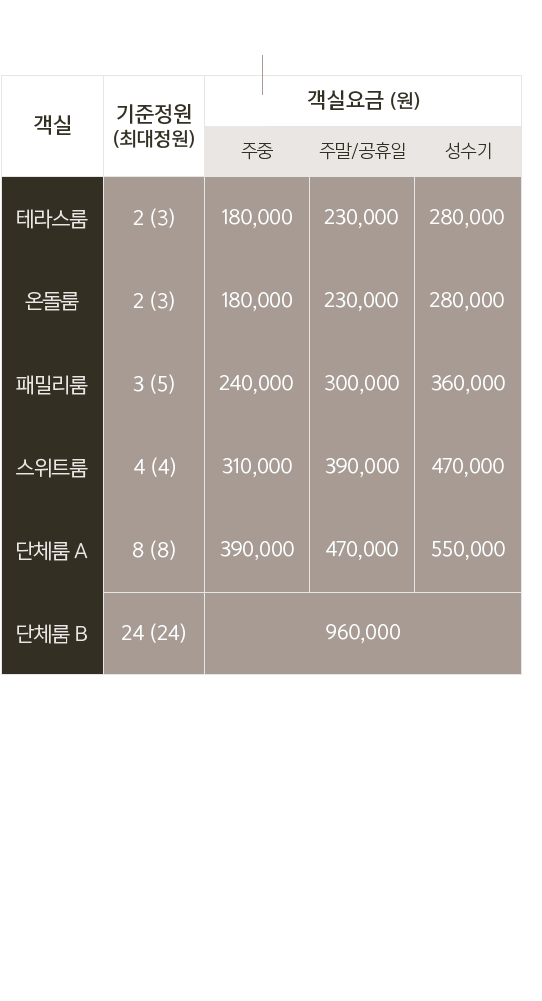 객실
기준정원
(최대정원)
객실요금 (원)
주중 주말/공휴일 성수기
테라스룸 2 (3) 180,000 230,000 280,000
온돌룸 2 (3) 180,000 230,000 280,000
패밀리룸 3 (5) 240,000 300,000 360,000
스위트룸 4 (4) 310,000 390,000 470,000
단체룸 A 8 (8) 390,000 470,000 550,000
단체룸 B 24 (24) 960,000